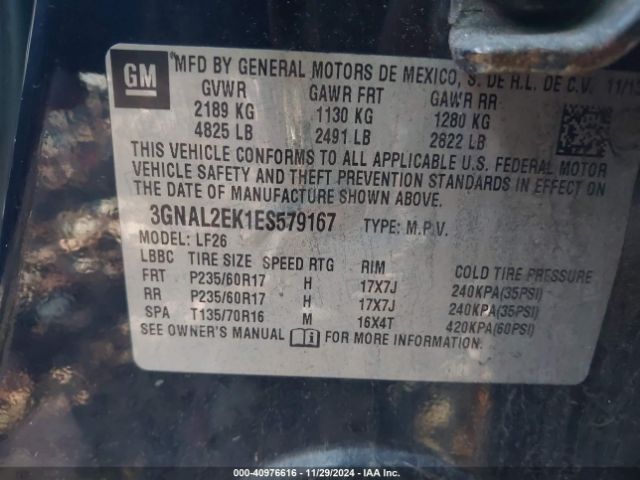 GM
MFD BY GENERAL MOTORS DE MEXICO, S. DE R.L. DE C.V. 11/13
GVWR GAWR FRT GAWR RR
2189 KG 1130 KG 1280 KG
4825 LB 2491 LB 2822 LB
THIS VEHICLE CONFORMS TO ALL APPLICABLE U.S. FEDERAL MOTOR
VEHICLE SAFETY AND THEFT PREVENTION STANDARDS IN EFFECT ON
THE DATE OF MANUFACTURE SHOWN ABOVE.
3GNAL2EK1ES579167 TYPE: M.P.V.
MODEL: LF26
LBBC TIRE SIZE SPEED RTG RIM COLD TIRE PRESSURE
FRT P235/60R17 H 17X7J 240KPA(35PSI)
RR P235/60R17 H 17X7J 240KPA(35PSI)
SPA T135/70R16 M 16X4T 420KPA(60PSI)
SEE OWNER'S MANUAL FOR MORE INFORMATION.
000-40976616 - 11/29/2024 - IAA Inc.